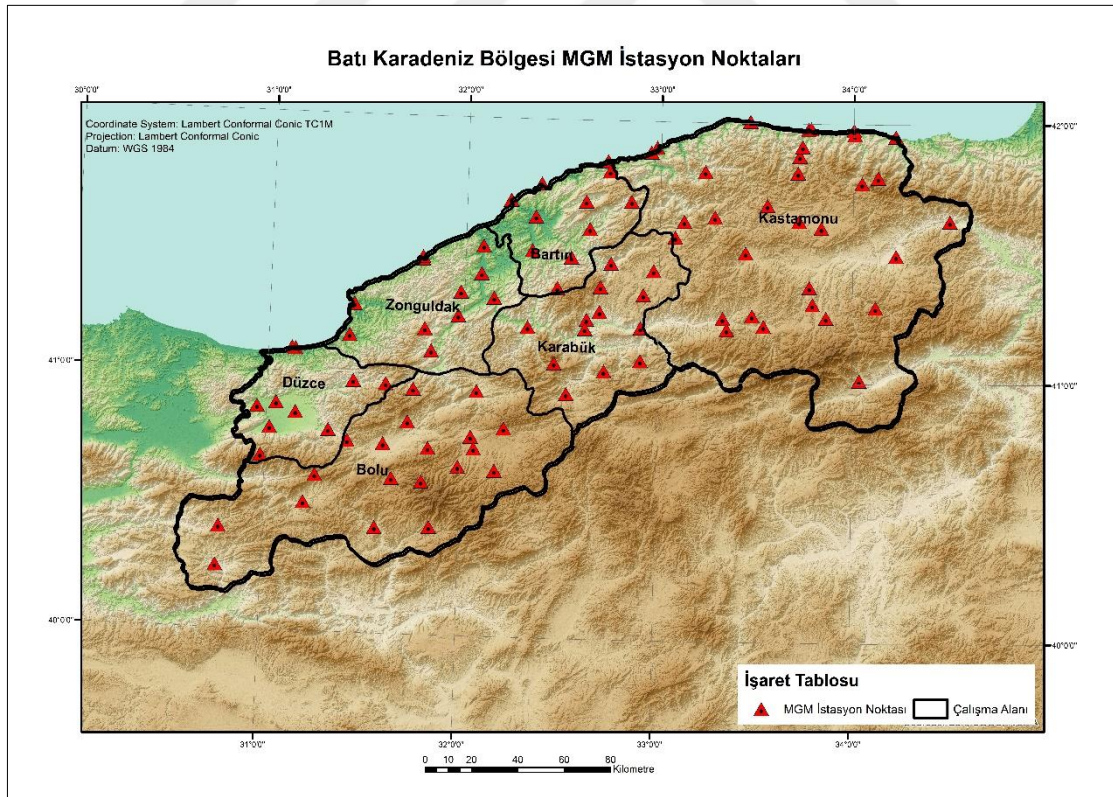 Batı Karadeniz Bölgesi MGM İstasyon Noktaları
30°0'0" 31°0'0" 32°0'0" 33°0'0" 34°0'0"
Coordinate System: Lambert Conformal Conic TC1M
Projection: Lambert Conformal Conic
Datum: WGS 1984
42°0'0" 42°0'0"
Kastamonu
Bartın
Zonguldak
Karabük
41°0'0" 41°0'0"
Düzce
Bolu
40°0'0" 40°0'0"
İşaret Tablosu
MGM İstasyon Noktası Çalışma Alanı
31°0'0" 32°0'0" 33°0'0" 34°0'0"
0 10 20 40 60 80
Kilometre